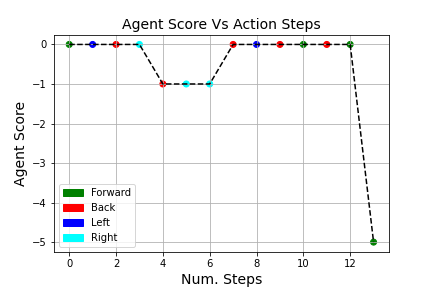 Agent Score Vs Action Steps
Agent Score
0
−1
−2
−3
−4
−5
Forward
Back
Left
Right
0 2 4 6 8 10 12
Num. Steps